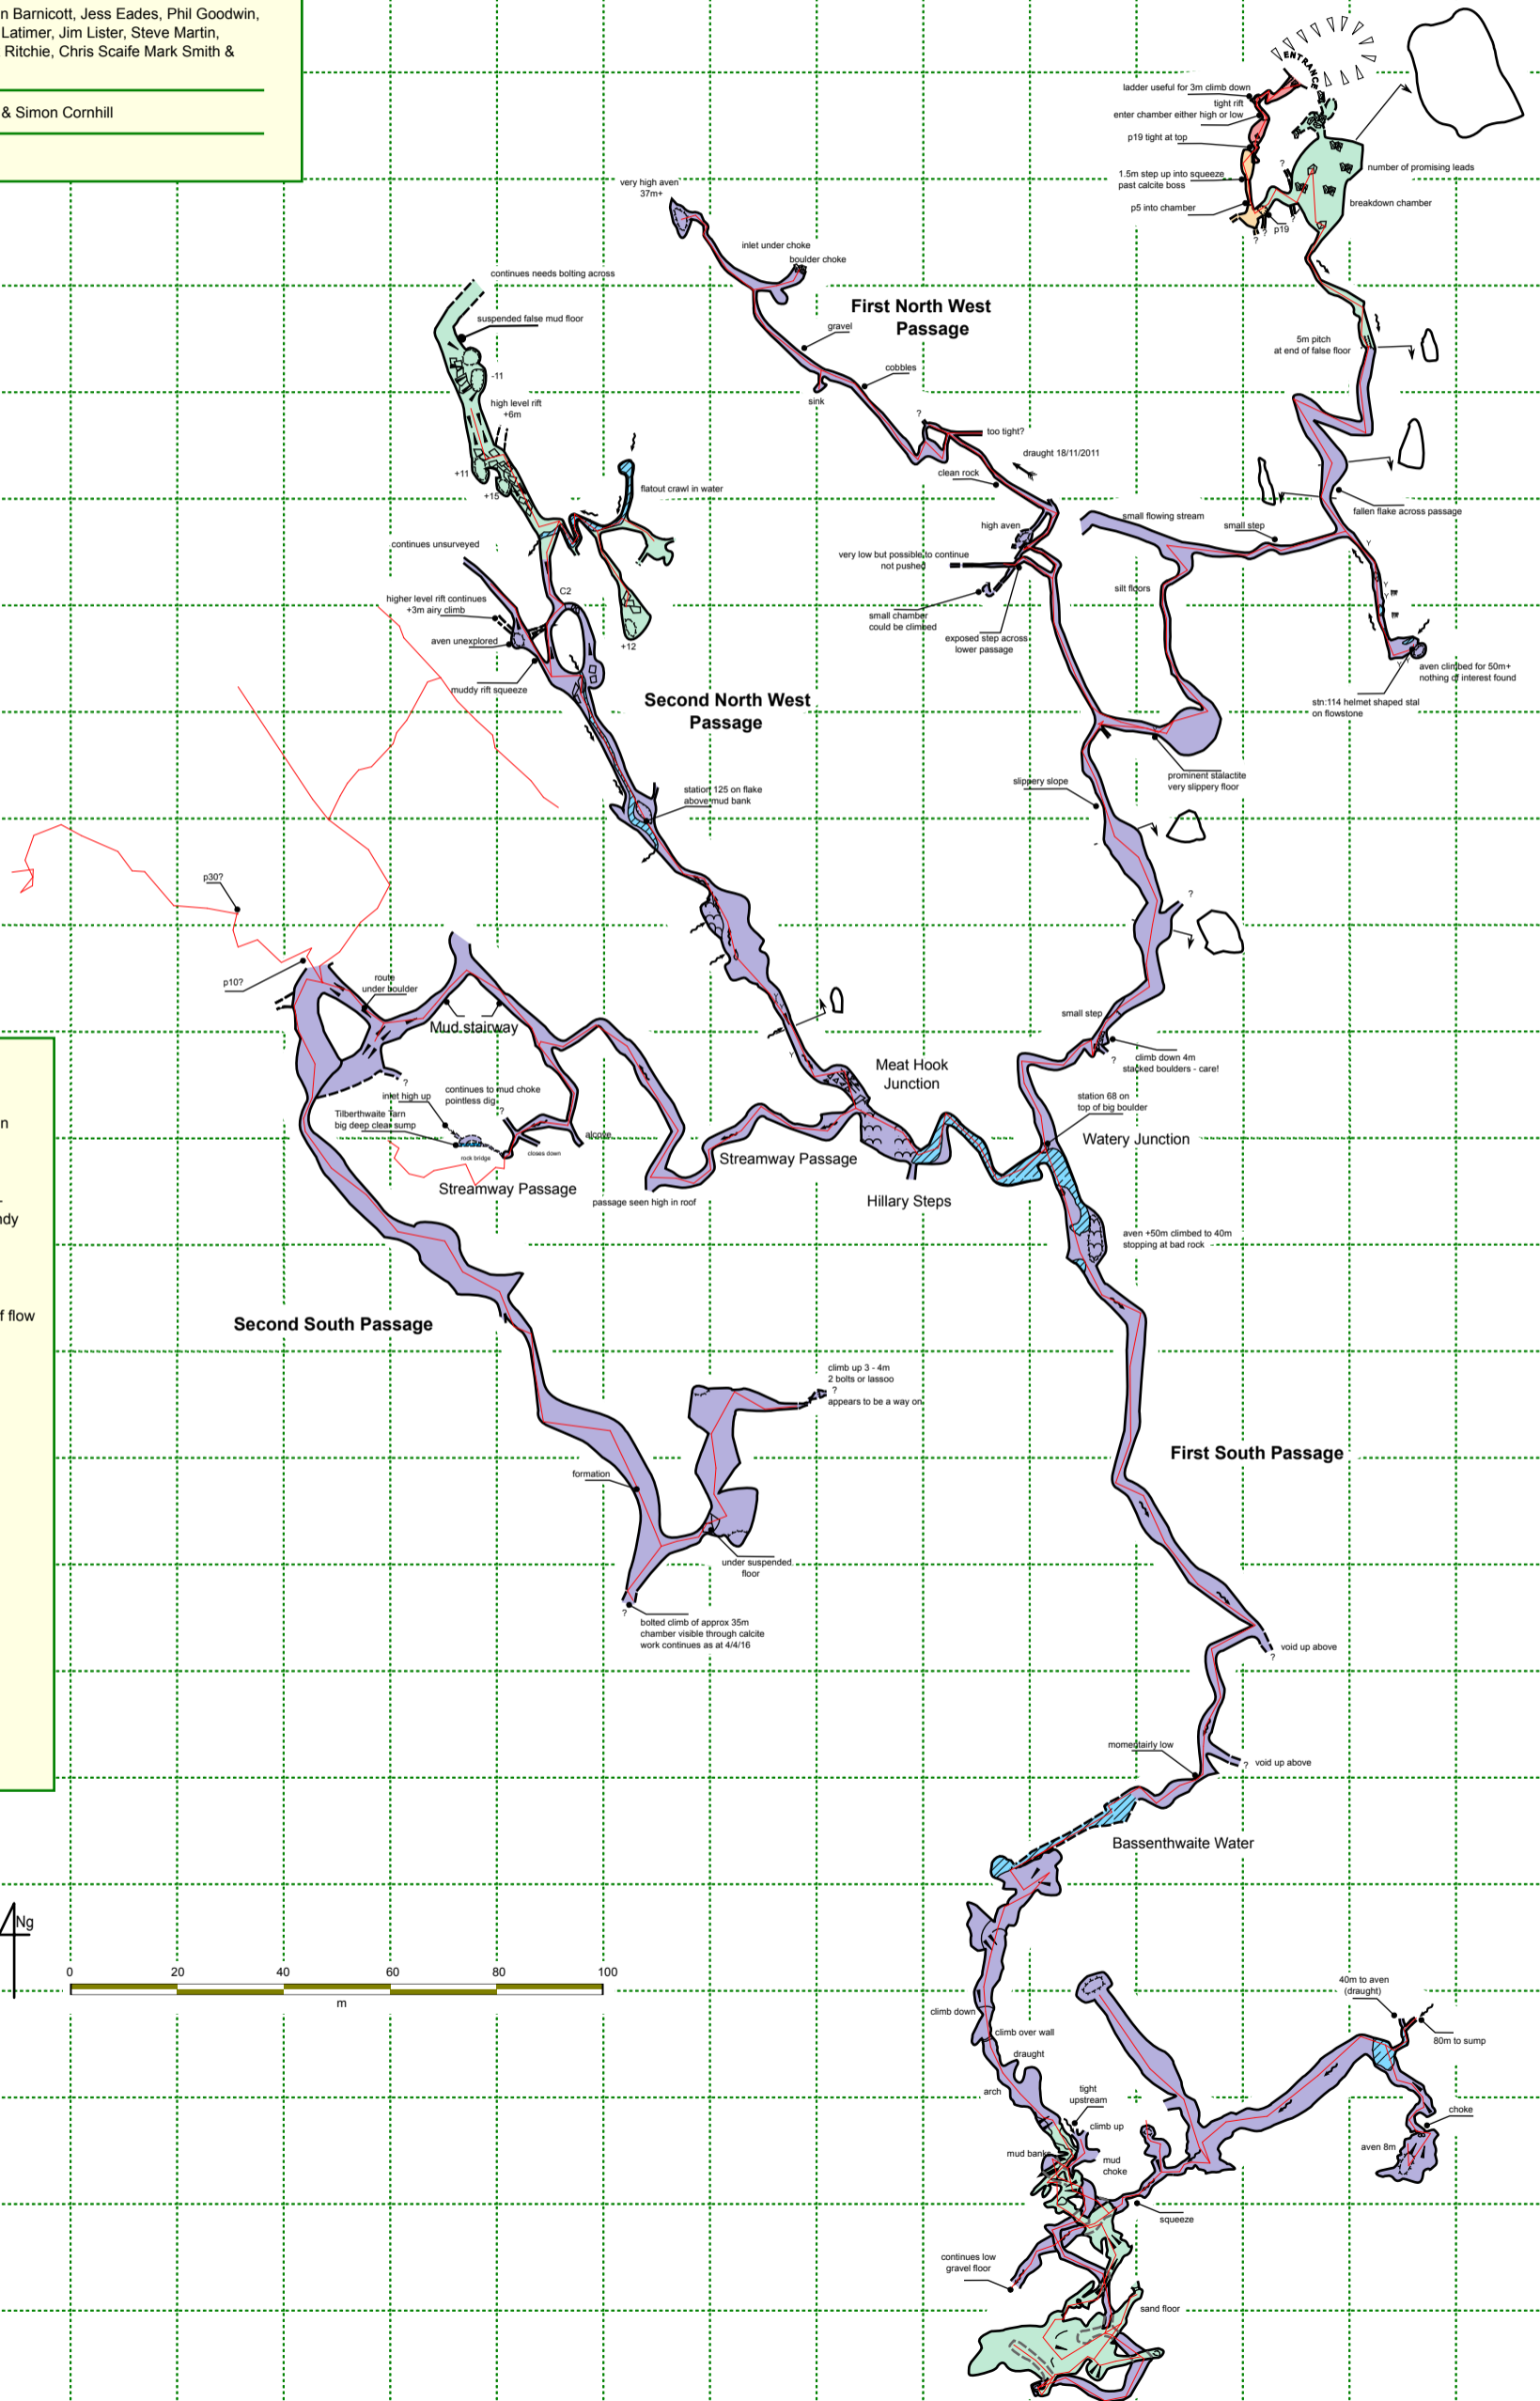 n Barnicott, Jess Eades, Phil Goodwin,
Latimer, Jim Lister, Steve Martin,
Ritchie, Chris Scaife Mark Smith &
& Simon Cornhill
ENTRANCE
ladder useful for 3m climb down
tight rift
enter chamber either high or low
p19 tight at top
1.5m step up into squeeze
past calcite boss
p5 into chamber
?
?
?
?
p19
number of promising leads
breakdown chamber
very high aven
37m+
inlet under choke
boulder choke
First North West
Passage
continues needs bolting across
suspended false mud floor
gravel
5m pitch
at end of false floor
-11
cobbles
high level rift
+6m
sink
?
too tight?
draught 18/11/2011
clean rock
+11
+15
flatout crawl in water
fallen flake across passage
small flowing stream
small step
high aven
continues unsurveyed
very low but possible to continue
not pushed
Y
Y
Y
C2
silt floors
higher level rift continues
+3m airy climb
small chamber
could be climbed
aven unexplored
+12
exposed step across
lower passage
Y
Y
aven climbed for 50m+
nothing of interest found
muddy rift squeeze
Second North West
Passage
stn:114 helmet shaped stal
on flowstone
prominent stalactite
very slippery floor
slippery slope
station 125 on flake
above mud bank
p30?
?
p10?
route
under boulder
Mud stairway
small step
?
climb down 4m
stacked boulders - care!
Y
Meat Hook
Junction
?
inlet high up
continues to mud choke
pointless dig
?
station 68 on
top of big boulder
Tilberthwaite Tarn
big deep clear sump
n
alcove
Watery Junction
rock bridge
closes down
Streamway Passage
Streamway Passage
passage seen high in roof
Hillary Steps
ndy
aven +50m climbed to 40m
stopping at bad rock
f flow
Second South Passage
climb up 3 - 4m
2 bolts or lassoo
?
appears to be a way on
First South Passage
formation
under suspended
floor
?
bolted climb of approx 35m
chamber visible through calcite
work continues as at 4/4/16
void up above
?
momentairly low
?
void up above
Bassenthwaite Water
Ng
0
20
40
60
80
100
m
40m to aven
(draught)
80m to sump
climb down
climb over wall
draught
arch
tight
upstream
climb up
choke
mud banks
mud
choke
aven 8m
squeeze
continues low
gravel floor
sand floor